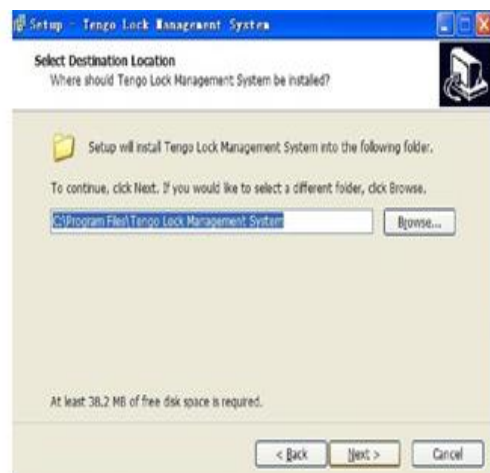 Setup - Tengo Lock Management System
Select Destination Location
Where should Tengo Lock Management System be installed?
Setup will install Tengo Lock Management System into the following folder.
To continue, click Next. If you would like to select a different folder, click Browse.
C:\Program Files\Tengo Lock Management System
Browse...
At least 38.2 MB of free disk space is required.
< Back
Next >
Cancel